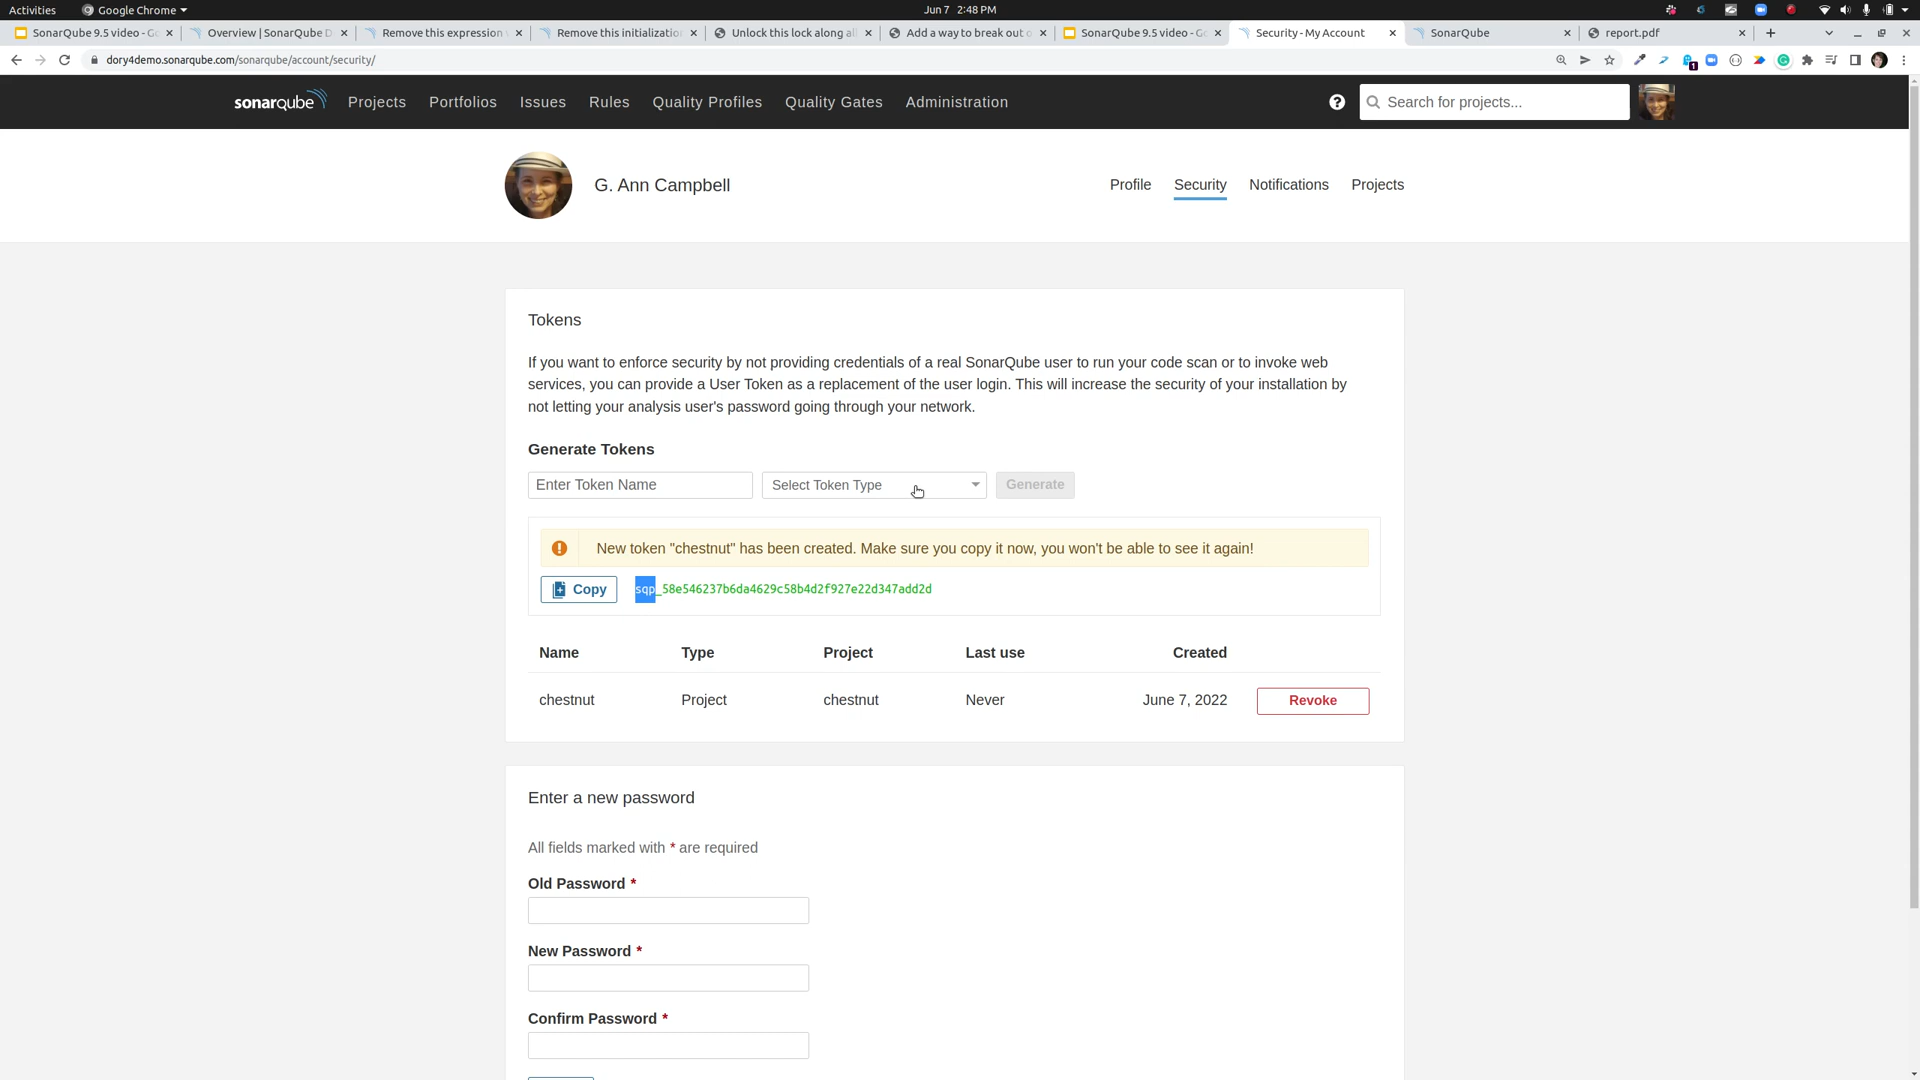 Activities
Google Chrome
Jun 7 2:48 PM
SonarQube 9.5 video - Go
Overview | SonarQube D
Remove this expression
Remove this initializatio
Unlock this lock along al
Add a way to break out o
SonarQube 9.5 video - Go
Security - My Account
SonarQube
report.pdf
dory4demo.sonarqube.com/sonarqube/account/security/
1
sonarqube
Projects
Portfolios
Issues
Rules
Quality Profiles
Quality Gates
Administration
?
Search for projects...
G. Ann Campbell
Profile
Security
Notifications
Projects
Tokens
If you want to enforce security by not providing credentials of a real SonarQube user to run your code scan or to invoke web
services, you can provide a User Token as a replacement of the user login. This will increase the security of your installation by
not letting your analysis user's password going through your network.
Generate Tokens
Enter Token Name
Select Token Type
Generate
New token "chestnut" has been created. Make sure you copy it now, you won't be able to see it again!
Copy
sqp_58e546237b6da4629c58b4d2f927e22d347add2d
Name Type Project Last use Created
chestnut Project chestnut Never June 7, 2022 Revoke
Enter a new password
All fields marked with * are required
Old Password *
New Password *
Confirm Password *